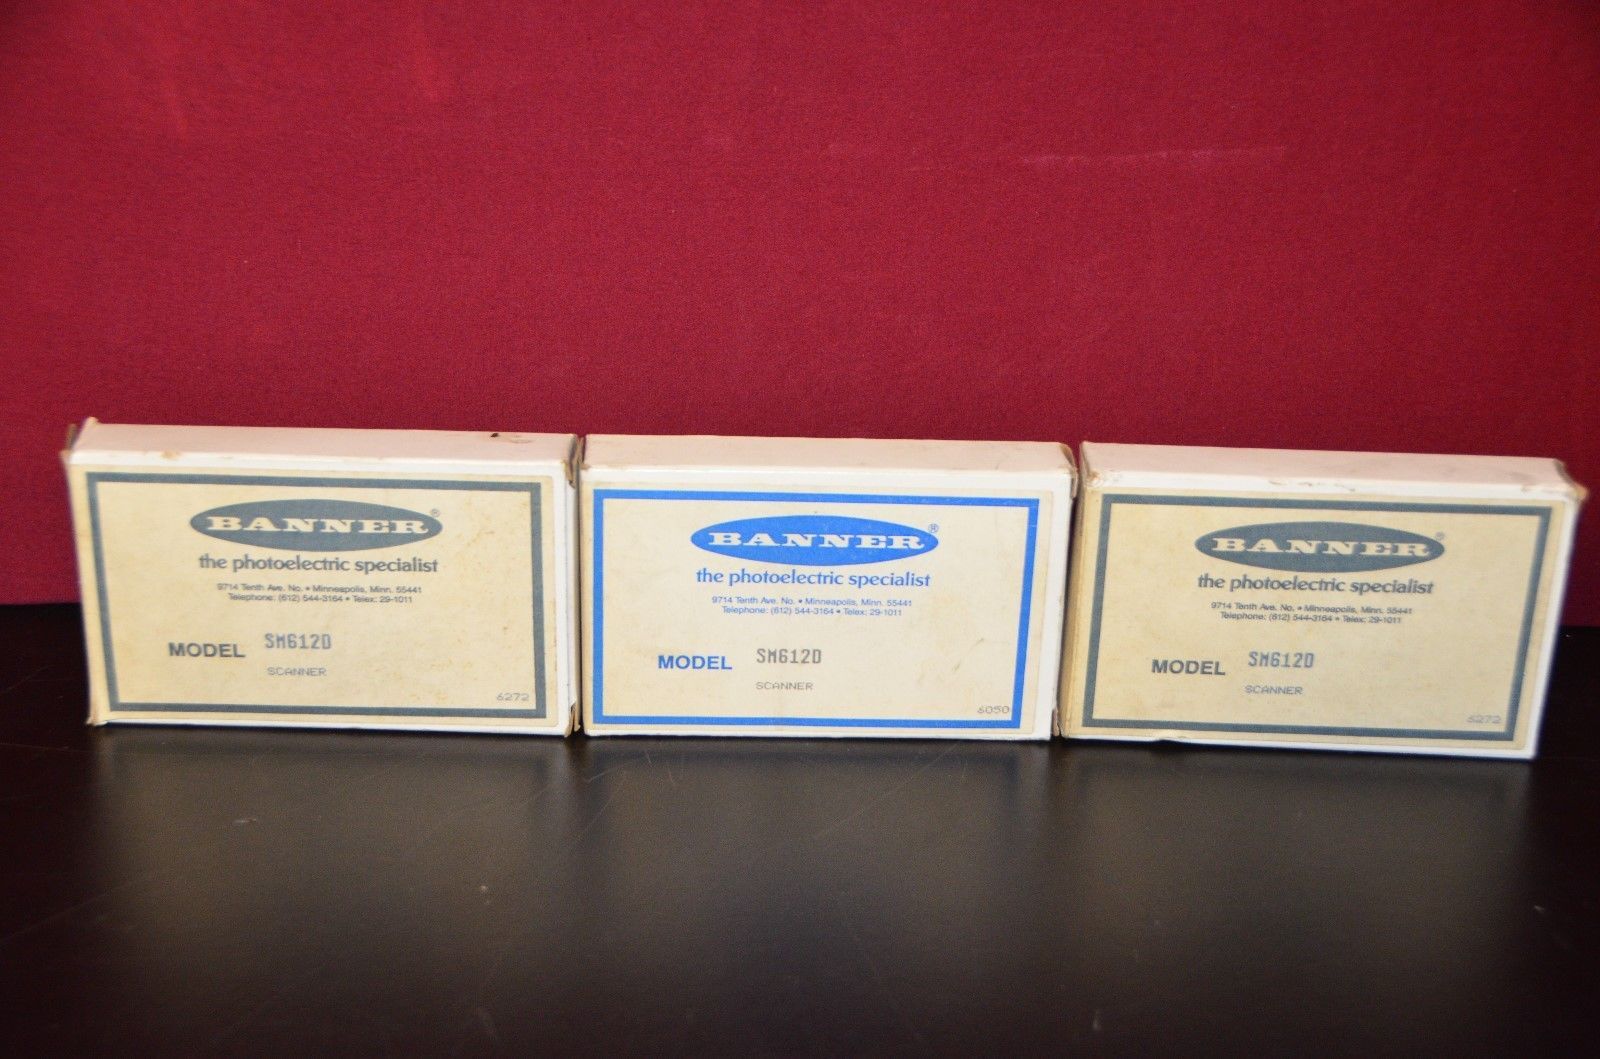 BANNER®
the photoelectric specialist
9714 Tenth Ave. No. • Minneapolis, Minn. 55441
Telephone: (612) 544-3164 • Telex: 29-1011
MODEL SM612D
SCANNER
6272
BANNER®
the photoelectric specialist
9714 Tenth Ave. No. • Minneapolis, Minn. 55441
Telephone: (612) 544-3164 • Telex: 29-1011
MODEL SM612D
SCANNER
6050
BANNER®
the photoelectric specialist
9714 Tenth Ave. No. • Minneapolis, Minn. 55441
Telephone: (612) 544-3164 • Telex: 29-1011
MODEL SM612D
SCANNER
6272